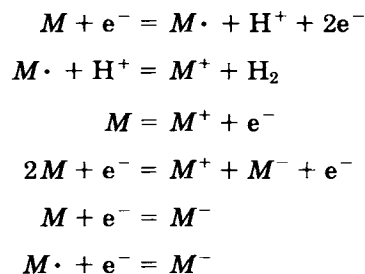 M + e⁻ = M· + H⁺ + 2e⁻
M· + H⁺ = M⁺ + H₂
M = M⁺ + e⁻
2M + e⁻ = M⁺ + M⁻ + e⁻
M + e⁻ = M⁻
M· + e⁻ = M⁻